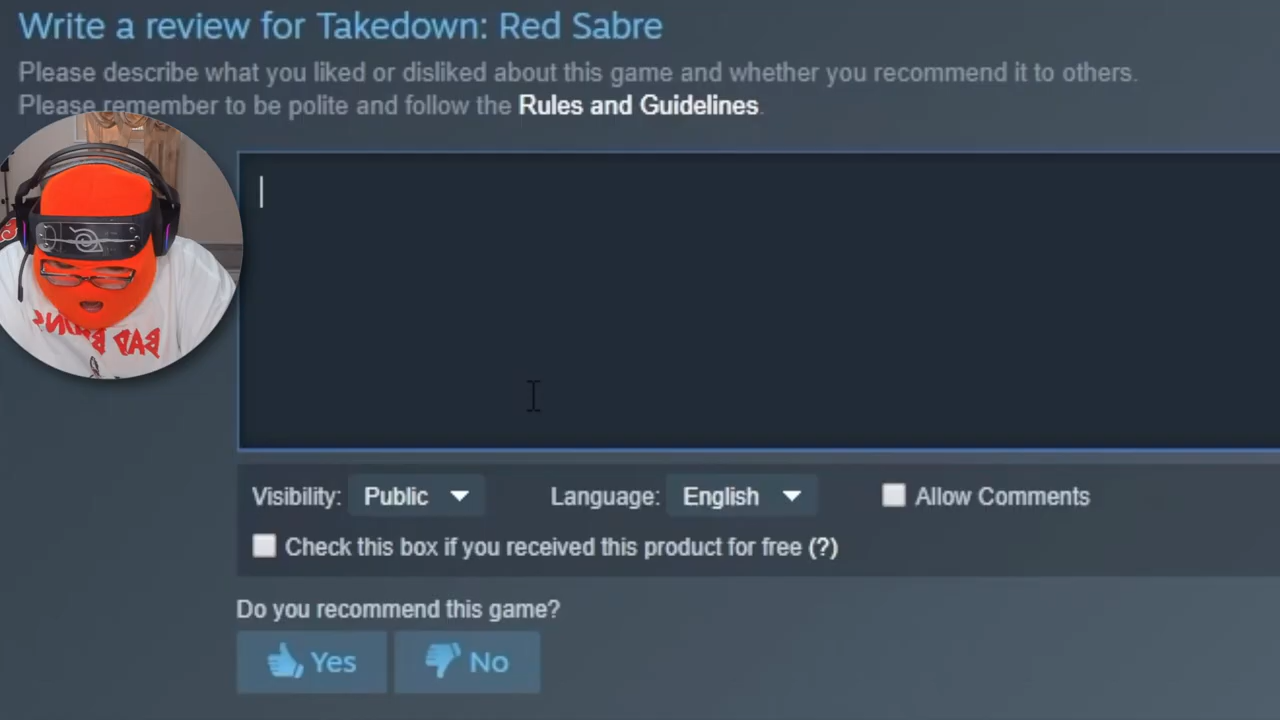 Write a review for Takedown: Red Sabre
Please describe what you liked or disliked about this game and whether you recommend it to others.
Please remember to be polite and follow the Rules and Guidelines.
Visibility: Public Language: English Allow Comments
Check this box if you received this product for free (?)
Do you recommend this game?
Yes No